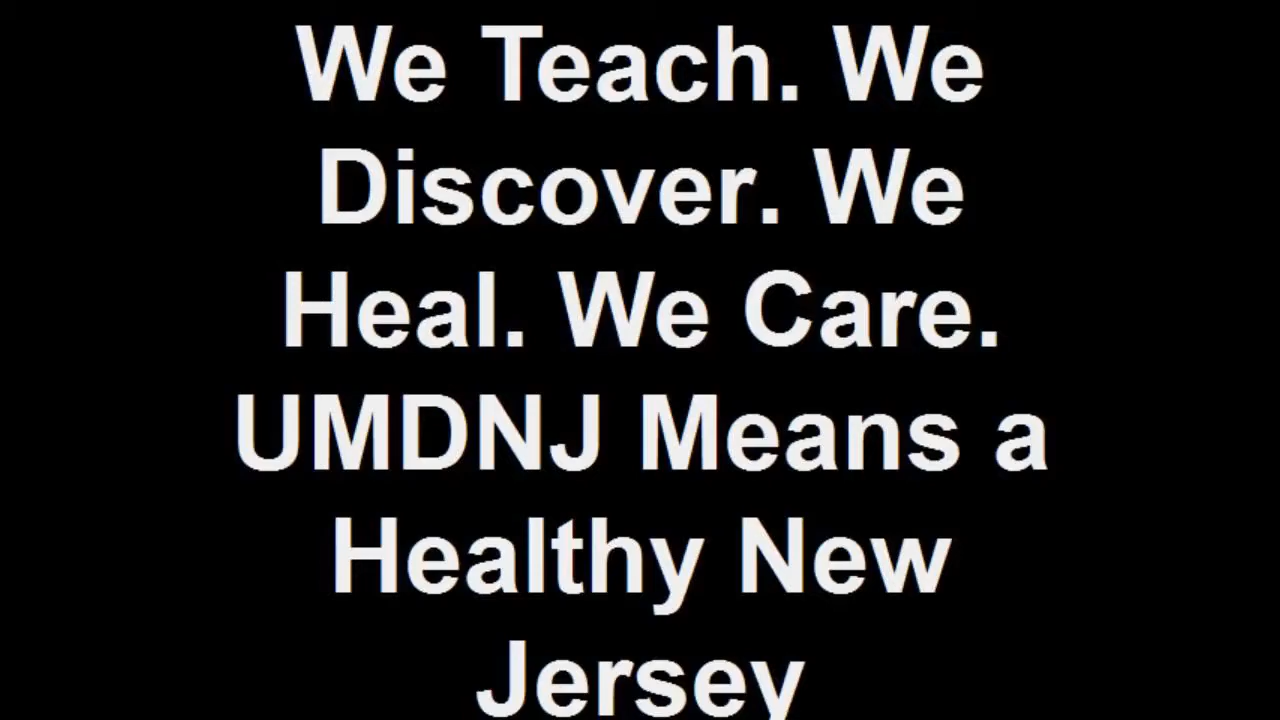 We Teach. We
Discover. We
Heal. We Care.
UMDNJ Means a
Healthy New
Jersey